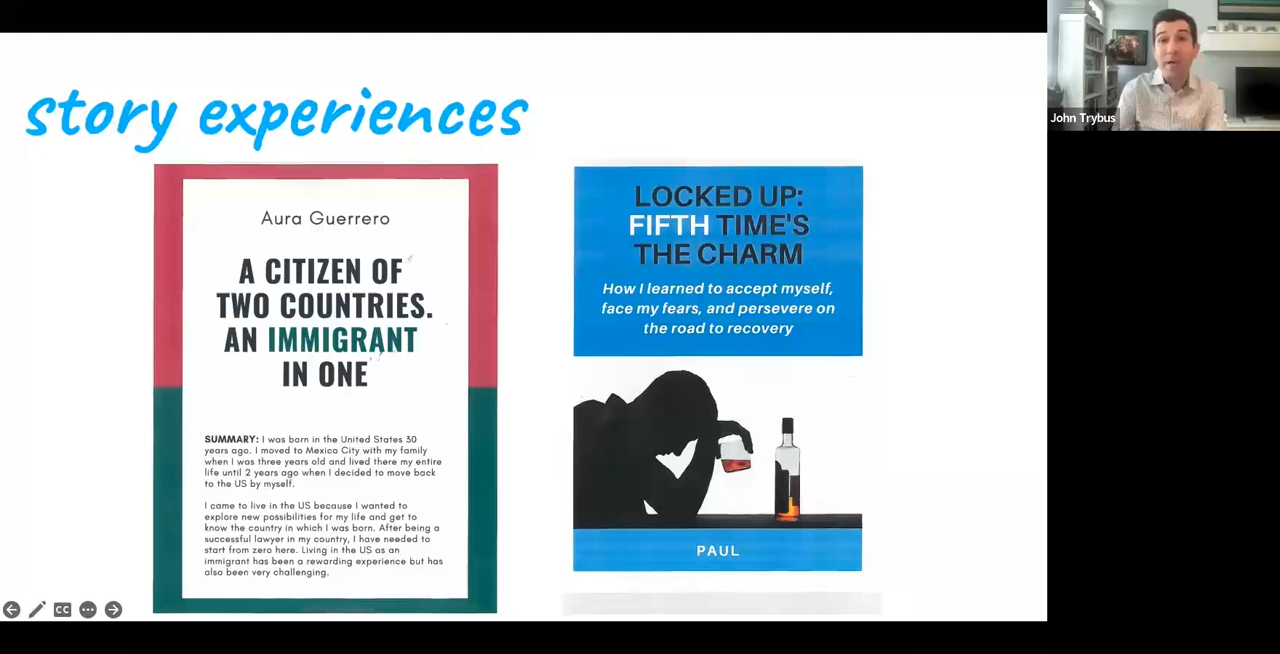 story experiences
Aura Guerrero
A CITIZEN OF
TWO COUNTRIES.
AN IMMIGRANT
IN ONE
SUMMARY: I was born in the United States 30
years ago. I moved to Mexico City with my family
when I was three years old and lived there my entire
life until 2 years ago when I decided to move back
to the US by myself.
I came to live in the US because I wanted to
explore new possibilities for my life and get to
know the country in which I was born. After being a
successful lawyer in my country, I have needed to
start from zero here. Living in the US as an
immigrant has been a rewarding experience but has
also been very challenging.
LOCKED UP:
FIFTH TIME'S
THE CHARM
How I learned to accept myself,
face my fears, and persevere on
the road to recovery
PAUL
CC
John Trybus